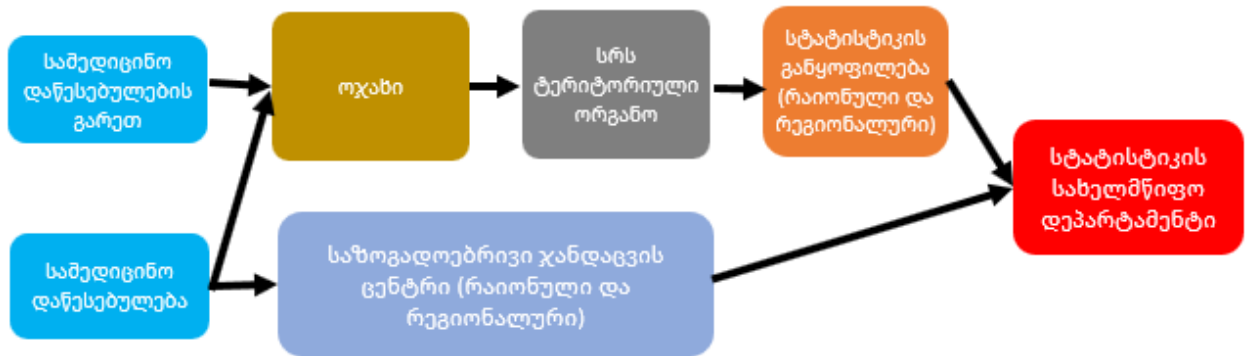 სამედიცინო
დაწესებულების
გარეთ
ოჯახი
სრს
ტერიტორიული
ორგანო
სტატისტიკის
განყოფილება
(რაიონული და
რეგიონალური)
სტატისტიკის
სახელმწიფო
დეპარტამენტი
სამედიცინო
დაწესებულება
საზოგადოებრივი ჯანდაცვის
ცენტრი (რაიონული და
რეგიონალური)